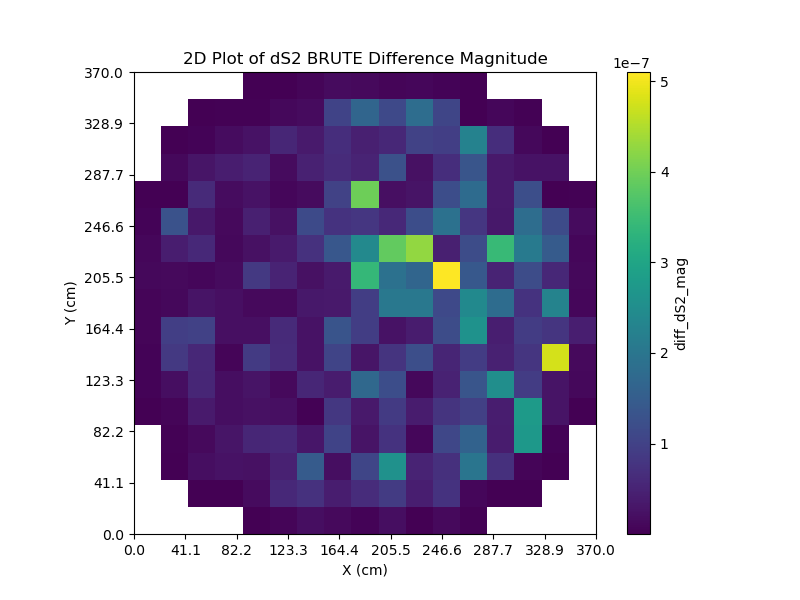 2D Plot of dS2 BRUTE Difference Magnitude
1e−7
370.0
328.9
287.7
246.6
205.5
164.4
123.3
82.2
41.1
0.0
Y (cm)
0.0 41.1 82.2 123.3 164.4 205.5 246.6 287.7 328.9 370.0
X (cm)
5
4
3
2
1
diff_dS2_mag